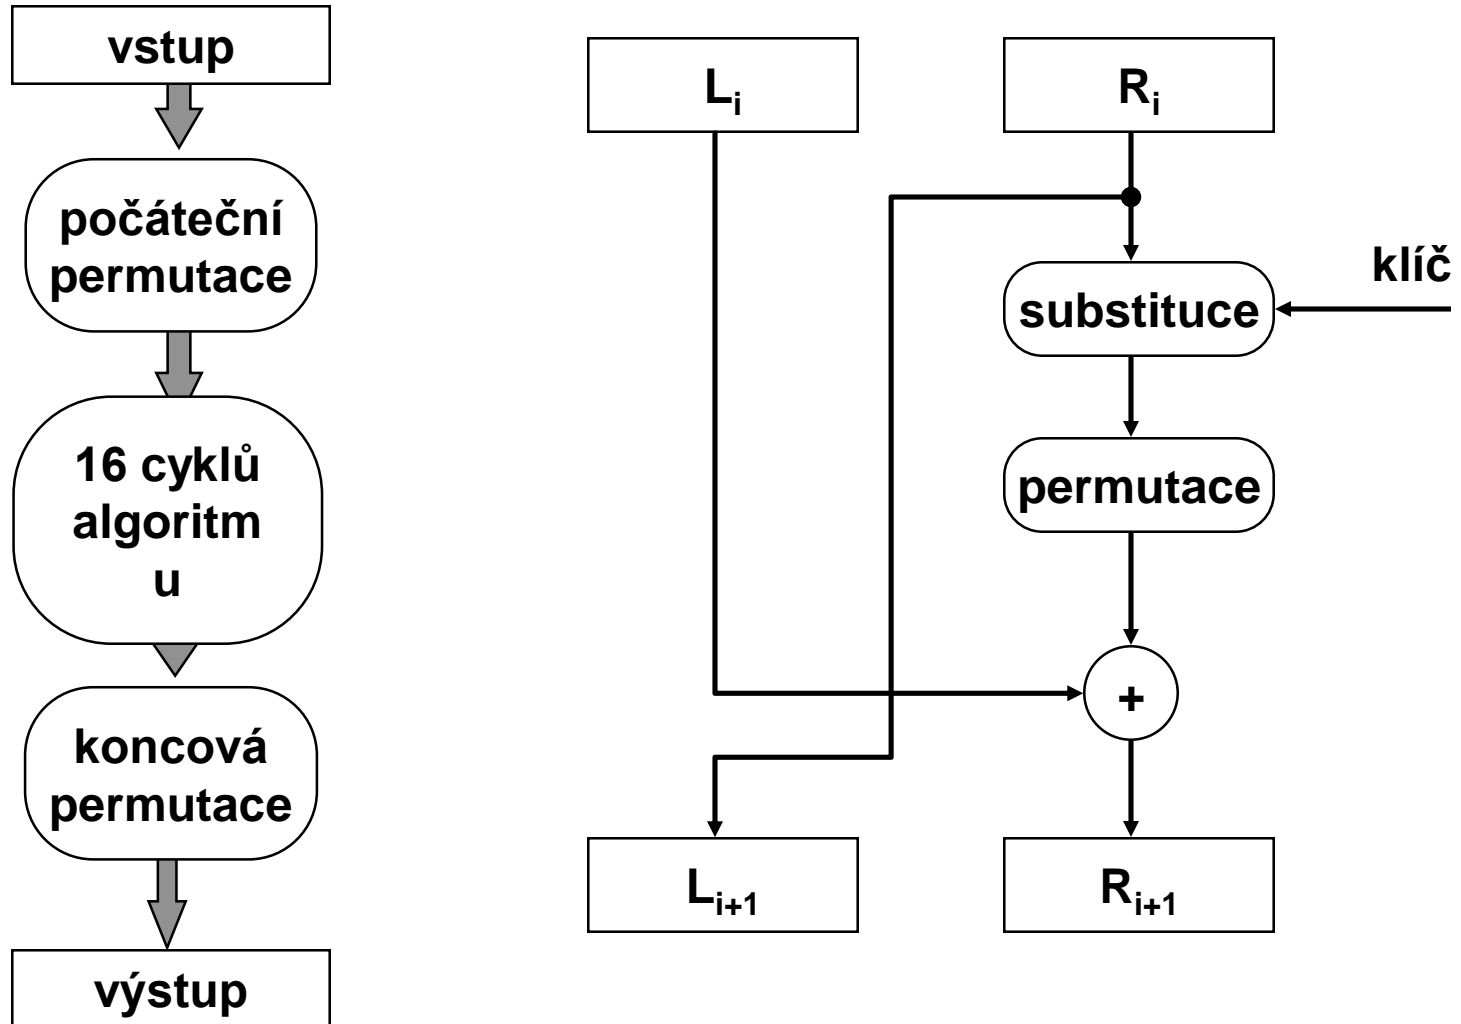 vstup
počáteční
permutace
16 cyklů
algoritm
u
koncová
permutace
výstup
Li
Ri
klíč
substituce
permutace
+
Li+1
Ri+1